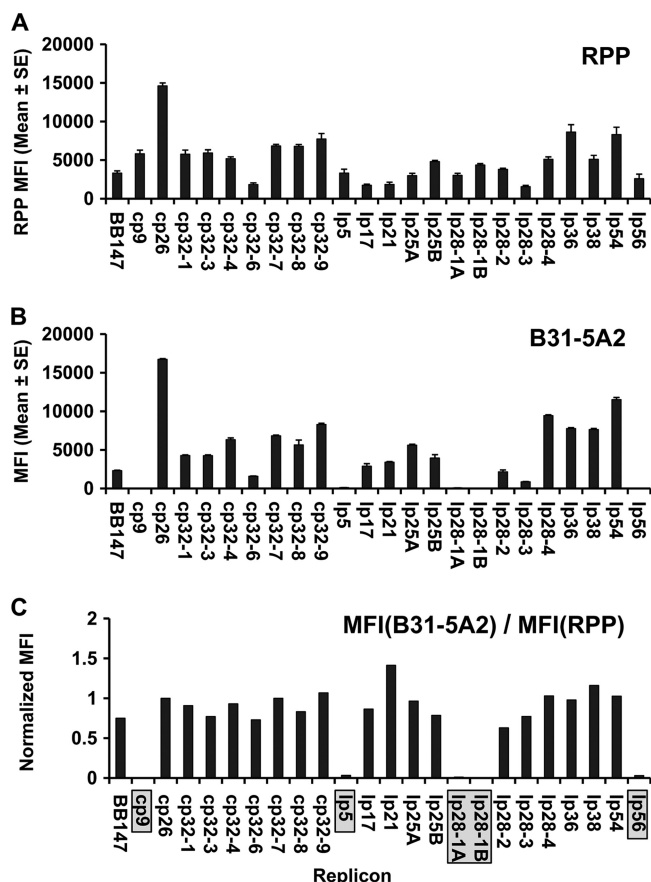 A
RPP
RPP MFI (Mean ± SE)
20000
15000
10000
5000
0
BB147
cp9
cp26
cp32-1
cp32-3
cp32-4
cp32-6
cp32-7
cp32-8
cp32-9
lp5
lp17
lp21
lp25A
lp25B
lp28-1A
lp28-1B
lp28-2
lp28-3
lp28-4
lp36
lp38
lp54
lp56
B
B31-5A2
MFI (Mean ± SE)
20000
15000
10000
5000
0
BB147
cp9
cp26
cp32-1
cp32-3
cp32-4
cp32-6
cp32-7
cp32-8
cp32-9
lp5
lp17
lp21
lp25A
lp25B
lp28-1A
lp28-1B
lp28-2
lp28-3
lp28-4
lp36
lp38
lp54
lp56
C
MFI(B31-5A2) / MFI(RPP)
Normalized MFI
2
1.5
1
0.5
0
BB147
cp9
cp26
cp32-1
cp32-3
cp32-4
cp32-6
cp32-7
cp32-8
cp32-9
lp5
lp17
lp21
lp25A
lp25B
lp28-1A
lp28-1B
lp28-2
lp28-3
lp28-4
lp36
lp38
lp54
lp56
Replicon